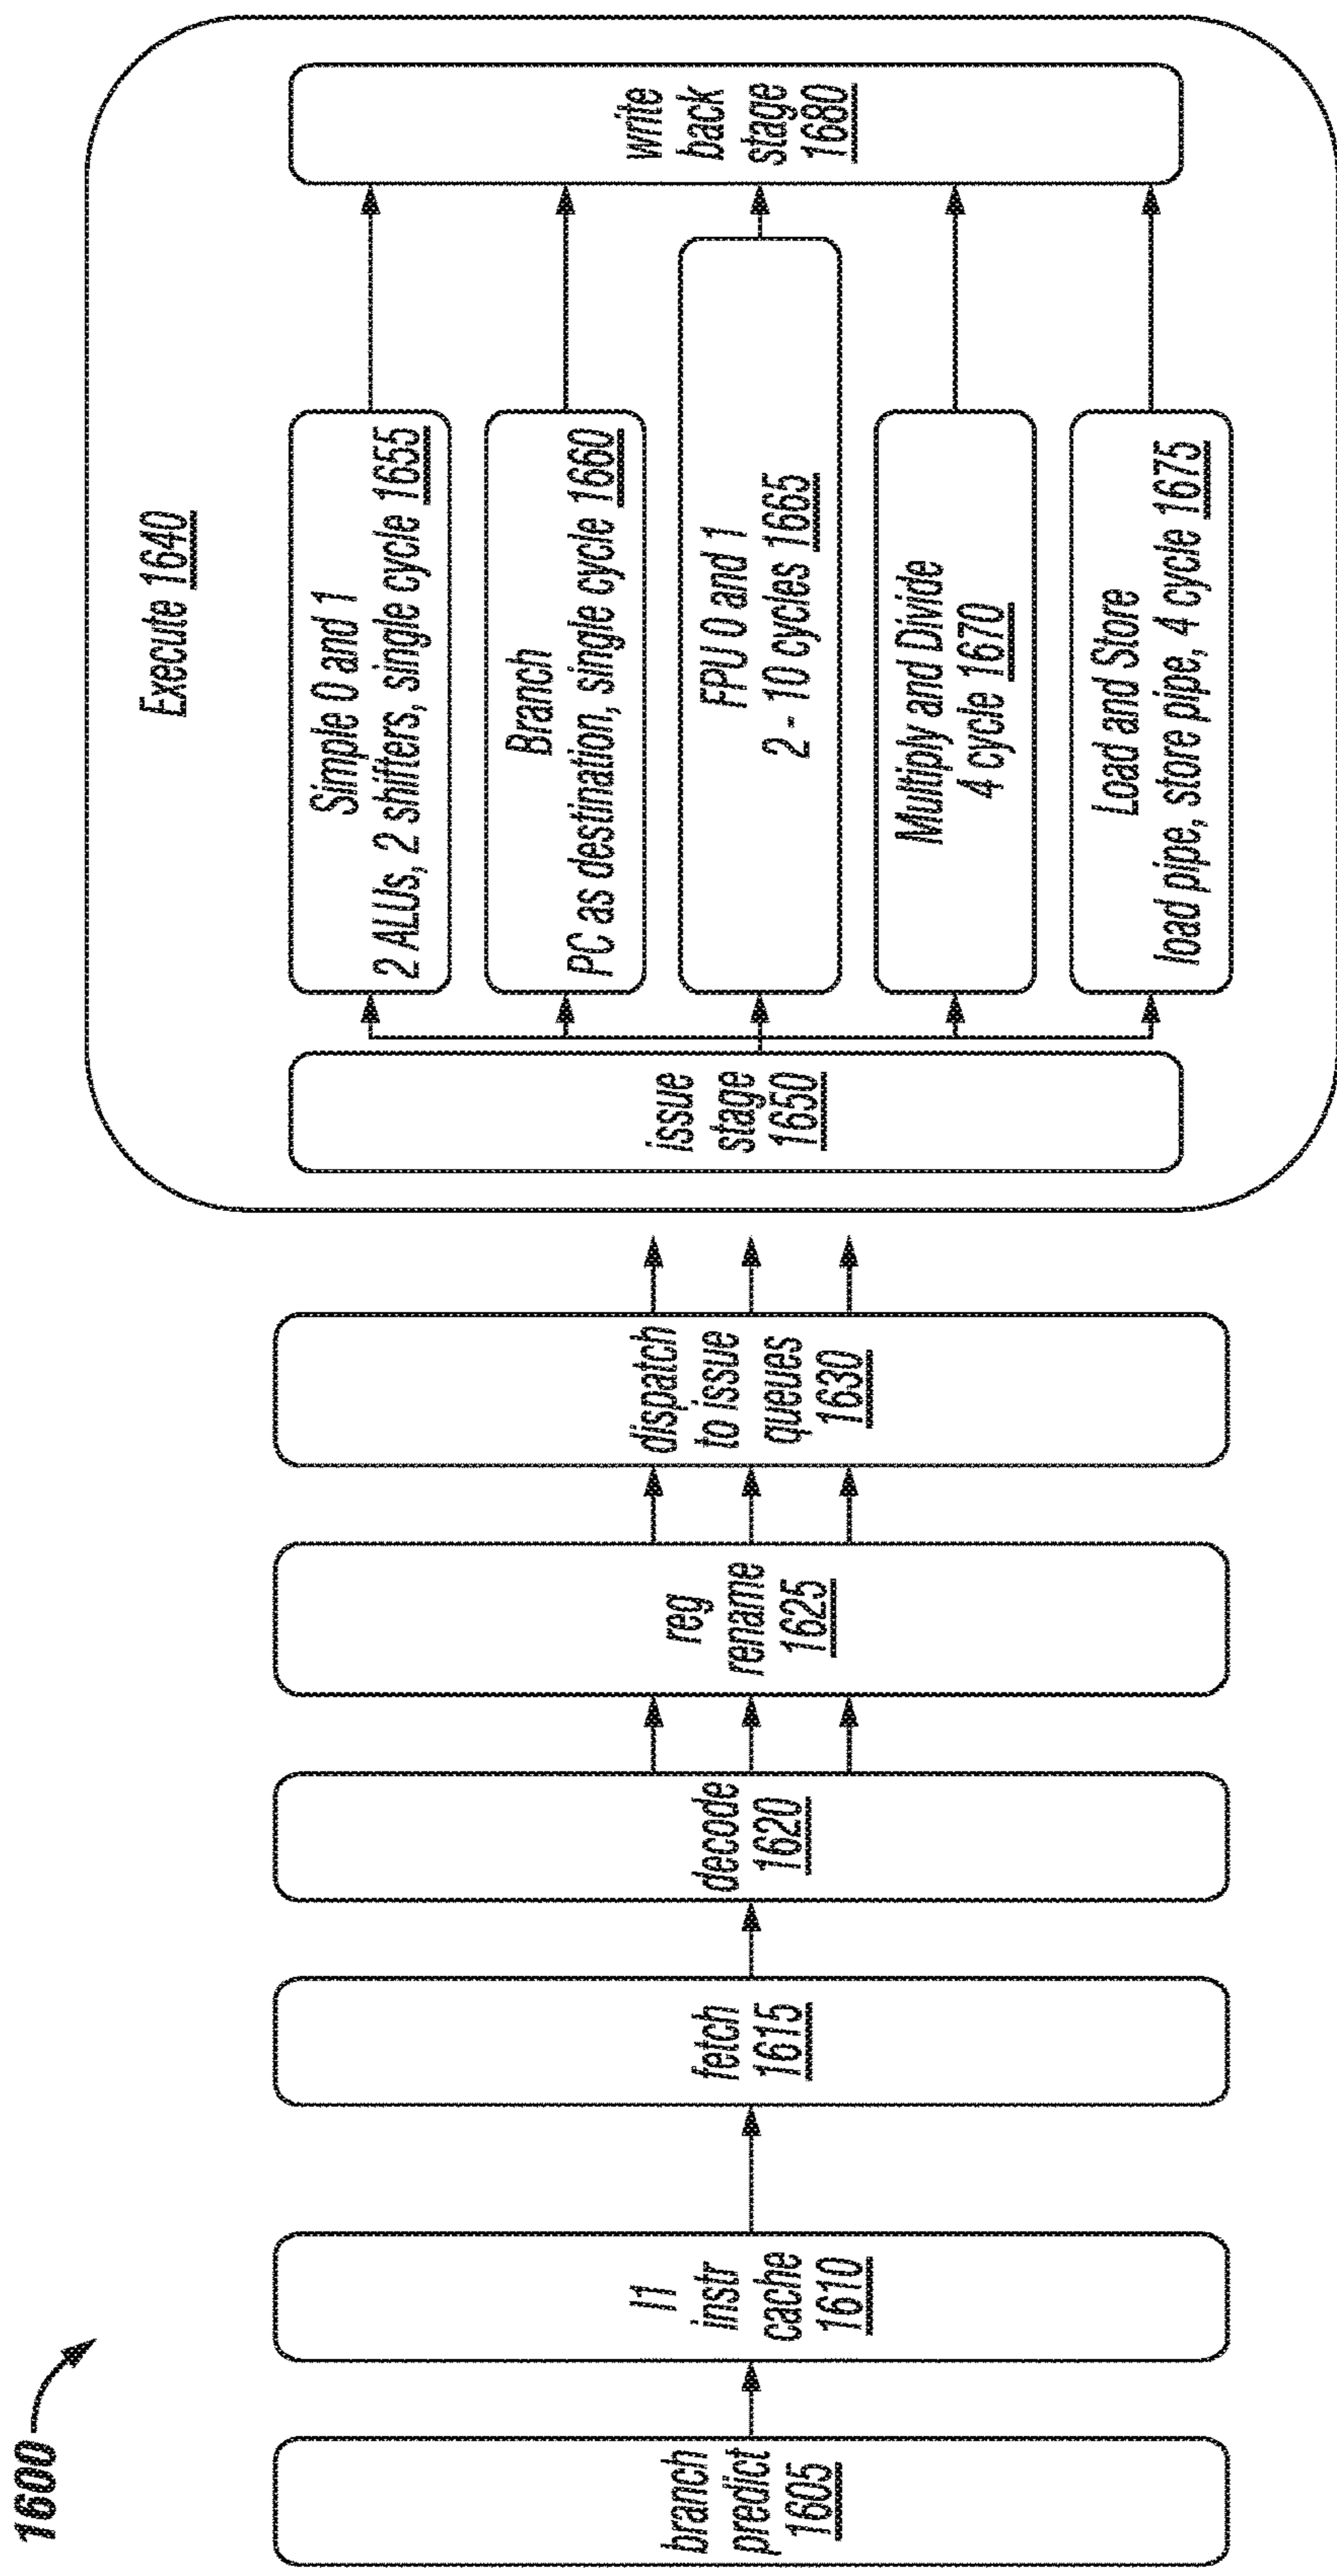 1600
branch
predict
1605
I1
instr
cache
1610
fetch
1615
decode
1620
reg
rename
1625
dispatch
to issue
queues
1630
Execute 1640
issue
stage
1650
Simple 0 and 1
2 ALUs, 2 shifters, single cycle 1655
Branch
PC as destination, single cycle 1660
FPU 0 and 1
2 - 10 cycles 1665
Multiply and Divide
4 cycle 1670
Load and Store
load pipe, store pipe, 4 cycle 1675
write
back
stage
1680